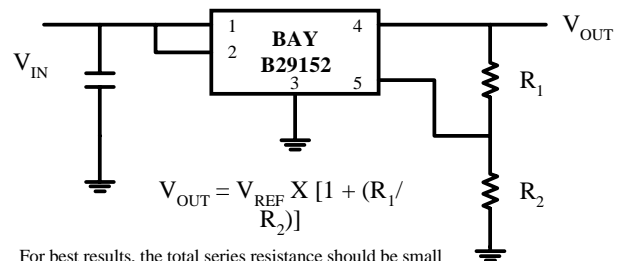 1 4 V_OUT
BAY
V_IN 2
B29152
3 5 R_1
V_OUT = V_REF X [1 + (R_1/
R_2)]
R_2
For best results, the total series resistance should be small